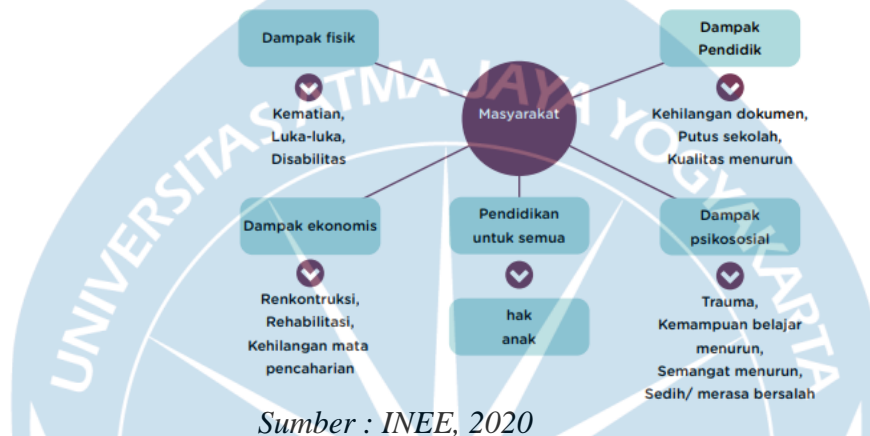 Dampak fisik
Kematian,
Luka-luka,
Disabilitas
Masyarakat
Dampak
Pendidik
Kehilangan dokumen,
Putus sekolah,
Kualitas menurun
Dampak ekonomis
Renkontruksi,
Rehabilitasi,
Kehilangan mata
pencaharian
Pendidikan
untuk semua
hak
anak
Dampak
psikososial
Trauma,
Kemampuan belajar
menurun,
Semangat menurun,
Sedih/ merasa bersalah
Sumber : INEE, 2020
UNIVERSITAS ATMA JAYA YOGYAKARTA